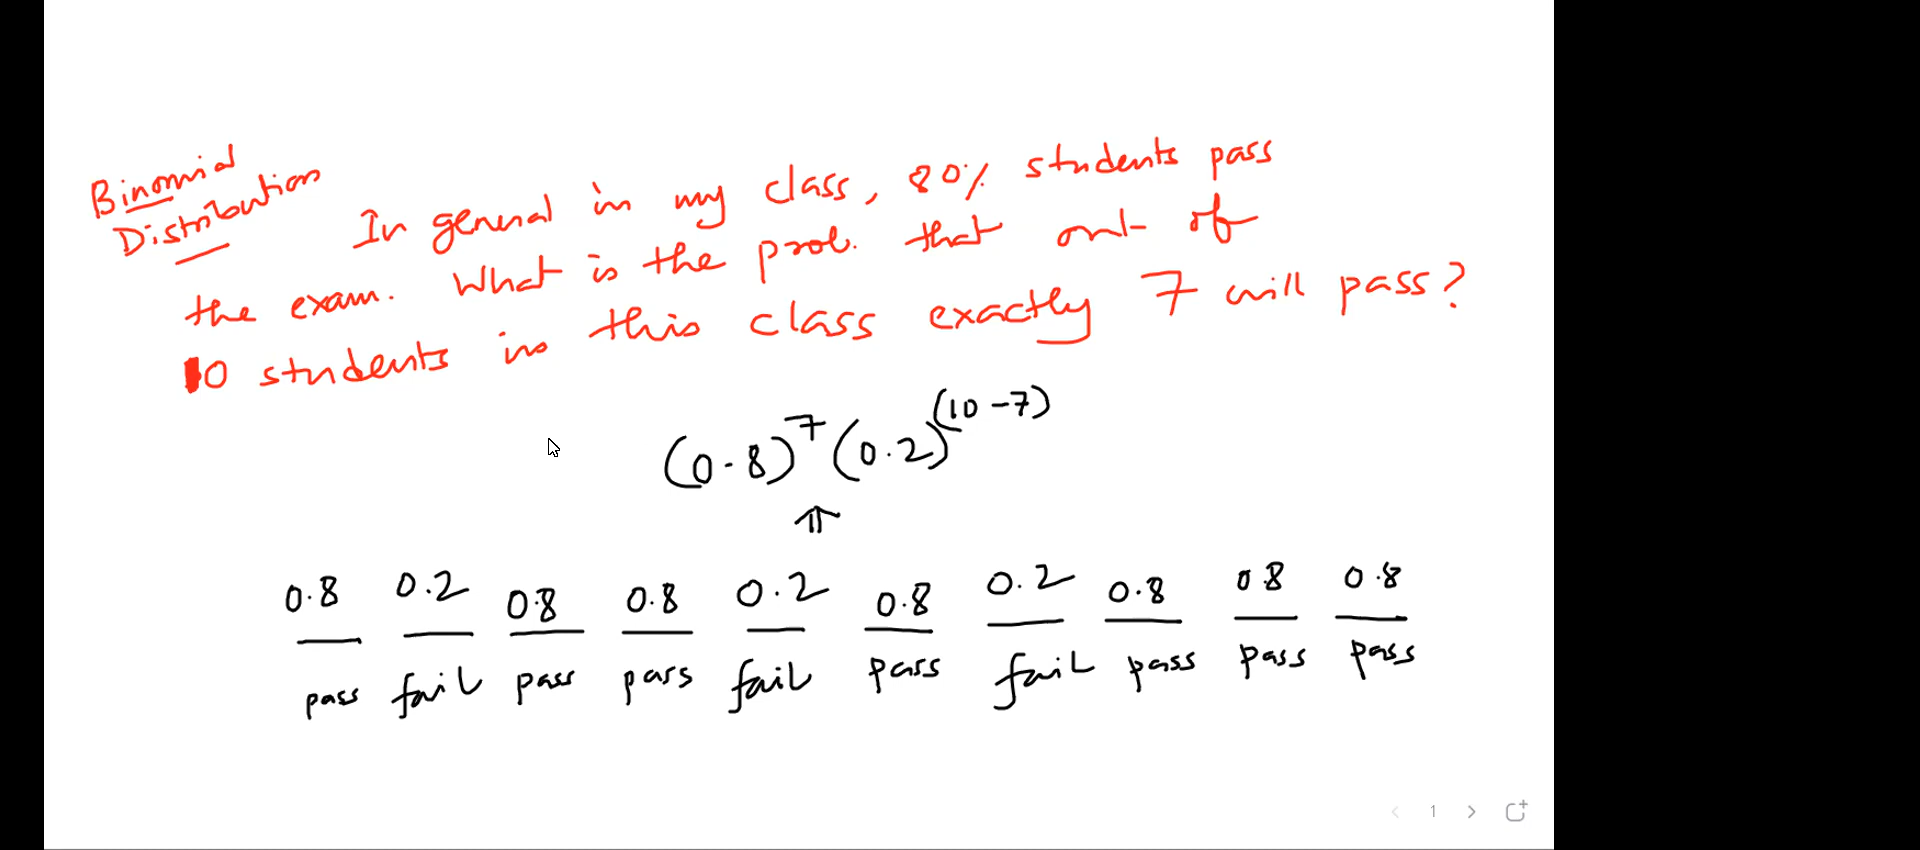 Binomial
Distribution
In general in my class, 80% students pass
the exam. What is the prob. that out of
10 students in this class exactly 7 will pass?
(0.8)^7 (0.2)^(10-7)
⇑
0.8 0.2 0.8 0.8 0.2 0.8 0.2 0.8 0.8 0.8
pass fail pass pass fail pass fail pass pass pass
1